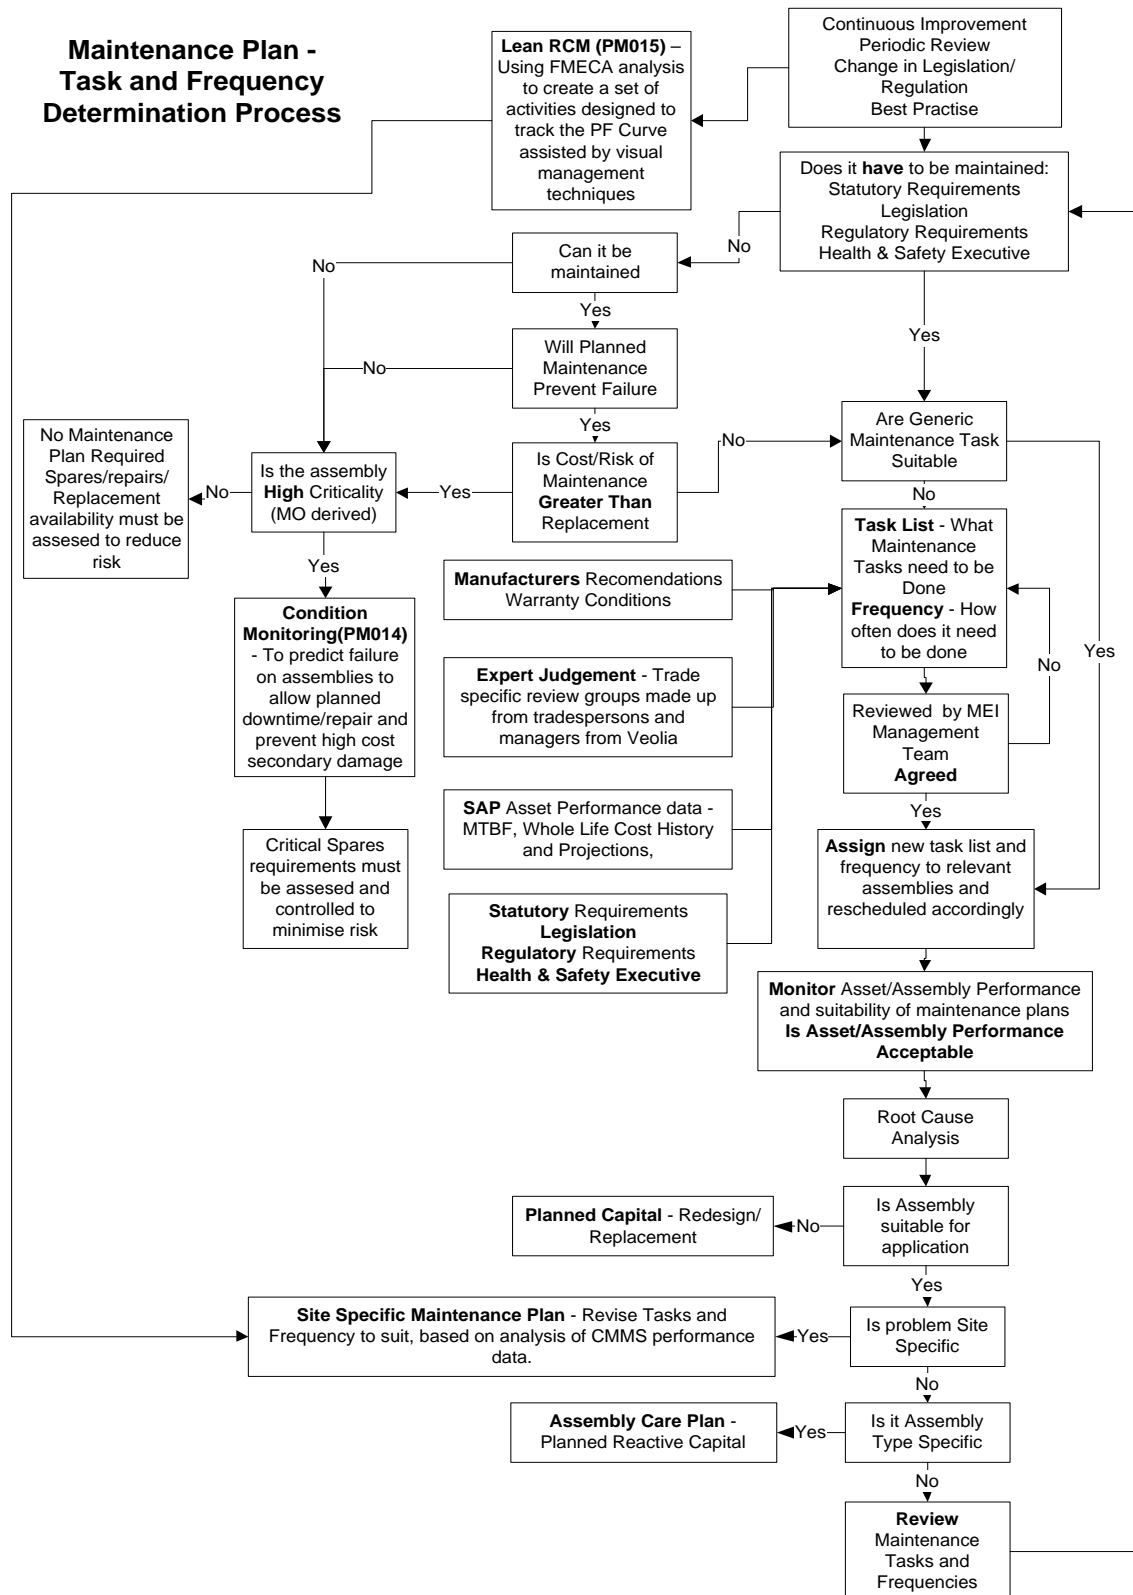 Maintenance Plan -
Task and Frequency
Determination Process
Lean RCM (PM015) –
Using FMECA analysis
to create a set of
activities designed to
track the PF Curve
assisted by visual
management
techniques
Continuous Improvement
Periodic Review
Change in Legislation/
Regulation
Best Practise
Does it have to be maintained:
Statutory Requirements
Legislation
Regulatory Requirements
Health & Safety Executive
No
Can it be
maintained
No
Yes
Yes
Will Planned
Maintenance
Prevent Failure
No
Yes
Is Cost/Risk of
Maintenance
Greater Than
Replacement
No
Yes
Are Generic
Maintenance Task
Suitable
No
Yes
No Maintenance
Plan Required
Spares/repairs/
Replacement
availability must be
assesed to reduce
risk
No
Is the assembly
High Criticality
(MO derived)
Yes
Condition
Monitoring(PM014)
- To predict failure
on assemblies to
allow planned
downtime/repair and
prevent high cost
secondary damage
Critical Spares
requirements must
be assesed and
controlled to
minimise risk
Manufacturers Recomendations
Warranty Conditions
Expert Judgement - Trade
specific review groups made up
from tradespersons and
managers from Veolia
SAP Asset Performance data -
MTBF, Whole Life Cost History
and Projections,
Statutory Requirements
Legislation
Regulatory Requirements
Health & Safety Executive
Task List - What
Maintenance
Tasks need to be
Done
Frequency - How
often does it need
to be done
No
Reviewed by MEI
Management
Team
Agreed
Yes
Assign new task list and
frequency to relevant
assemblies and
rescheduled accordingly
Monitor Asset/Assembly Performance
and suitability of maintenance plans
Is Asset/Assembly Performance
Acceptable
Root Cause
Analysis
Is Assembly
suitable for
application
No
Planned Capital - Redesign/
Replacement
Yes
Is problem Site
Specific
Yes
Site Specific Maintenance Plan - Revise Tasks and
Frequency to suit, based on analysis of CMMS performance
data.
No
Is it Assembly
Type Specific
Yes
Assembly Care Plan -
Planned Reactive Capital
No
Review
Maintenance
Tasks and
Frequencies